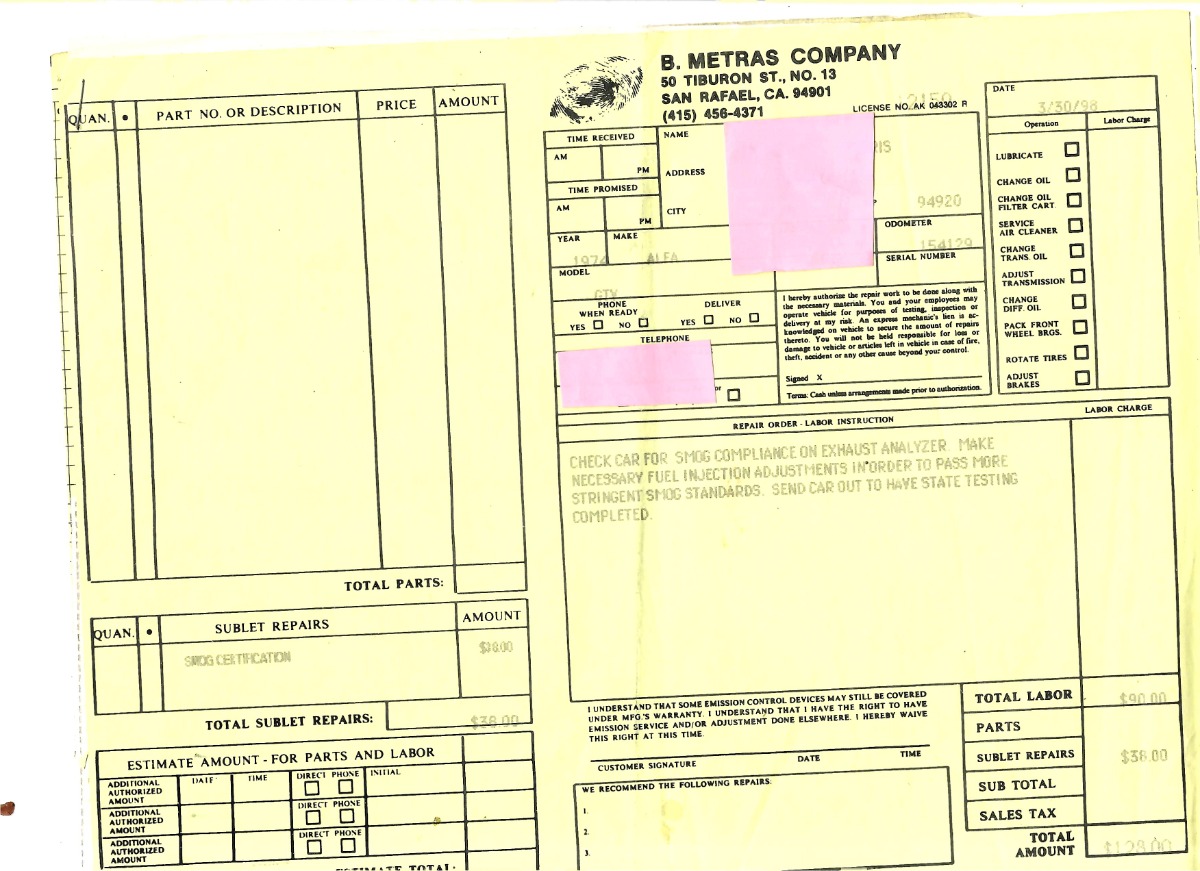 B. METRAS COMPANY
50 TIBURON ST., NO. 13
SAN RAFAEL, CA. 94901
(415) 456-4371
LICENSE NO. AK 043302 R
2150
DATE
3/30/98
QUAN. • PART NO. OR DESCRIPTION PRICE AMOUNT
TOTAL PARTS:
QUAN. • SUBLET REPAIRS AMOUNT
SMOG CERTIFICATION $38.00
TOTAL SUBLET REPAIRS: $38.00
ESTIMATE AMOUNT - FOR PARTS AND LABOR
ADDITIONAL AUTHORIZED AMOUNT DATE TIME DIRECT PHONE INITIAL
ADDITIONAL AUTHORIZED AMOUNT DIRECT PHONE
ADDITIONAL AUTHORIZED AMOUNT DIRECT PHONE
ESTIMATE TOTAL:
TIME RECEIVED
AM PM
TIME PROMISED
AM PM
NAME
RIS
ADDRESS
CITY
94920
YEAR MAKE
1974 ALFA
ODOMETER
154129
SERIAL NUMBER
MODEL
GTV
PHONE WHEN READY
YES NO
DELIVER
YES NO
TELEPHONE
I hereby authorize the repair work to be done along with
the necessary materials. You and your employees may
operate vehicle for purposes of testing, inspection or
delivery at my risk. An express mechanic's lien is ac-
knowledged on vehicle to secure the amount of repairs
thereto. You will not be held responsible for loss or
damage to vehicle or articles left in vehicle in case of fire,
theft, accident or any other cause beyond your control.
Signed X
Terms: Cash unless arrangements made prior to authorization.
Operation Labor Charge
LUBRICATE
CHANGE OIL
CHANGE OIL FILTER CART.
SERVICE AIR CLEANER
CHANGE TRANS. OIL
ADJUST TRANSMISSION
CHANGE DIFF. OIL
PACK FRONT WHEEL BRGS.
ROTATE TIRES
ADJUST BRAKES
REPAIR ORDER - LABOR INSTRUCTION LABOR CHARGE
CHECK CAR FOR SMOG COMPLIANCE ON EXHAUST ANALYZER. MAKE
NECESSARY FUEL INJECTION ADJUSTMENTS IN ORDER TO PASS MORE
STRINGENT SMOG STANDARDS. SEND CAR OUT TO HAVE STATE TESTING
COMPLETED.
I UNDERSTAND THAT SOME EMISSION CONTROL DEVICES MAY STILL BE COVERED
UNDER MFG.'S WARRANTY. I UNDERSTAND THAT I HAVE THE RIGHT TO HAVE
EMISSION SERVICE AND/OR ADJUSTMENT DONE ELSEWHERE. I HEREBY WAIVE
THIS RIGHT AT THIS TIME.
CUSTOMER SIGNATURE DATE TIME
WE RECOMMEND THE FOLLOWING REPAIRS:
1.
2.
3.
TOTAL LABOR $90.00
PARTS
SUBLET REPAIRS $38.00
SUB TOTAL
SALES TAX
TOTAL AMOUNT $128.00